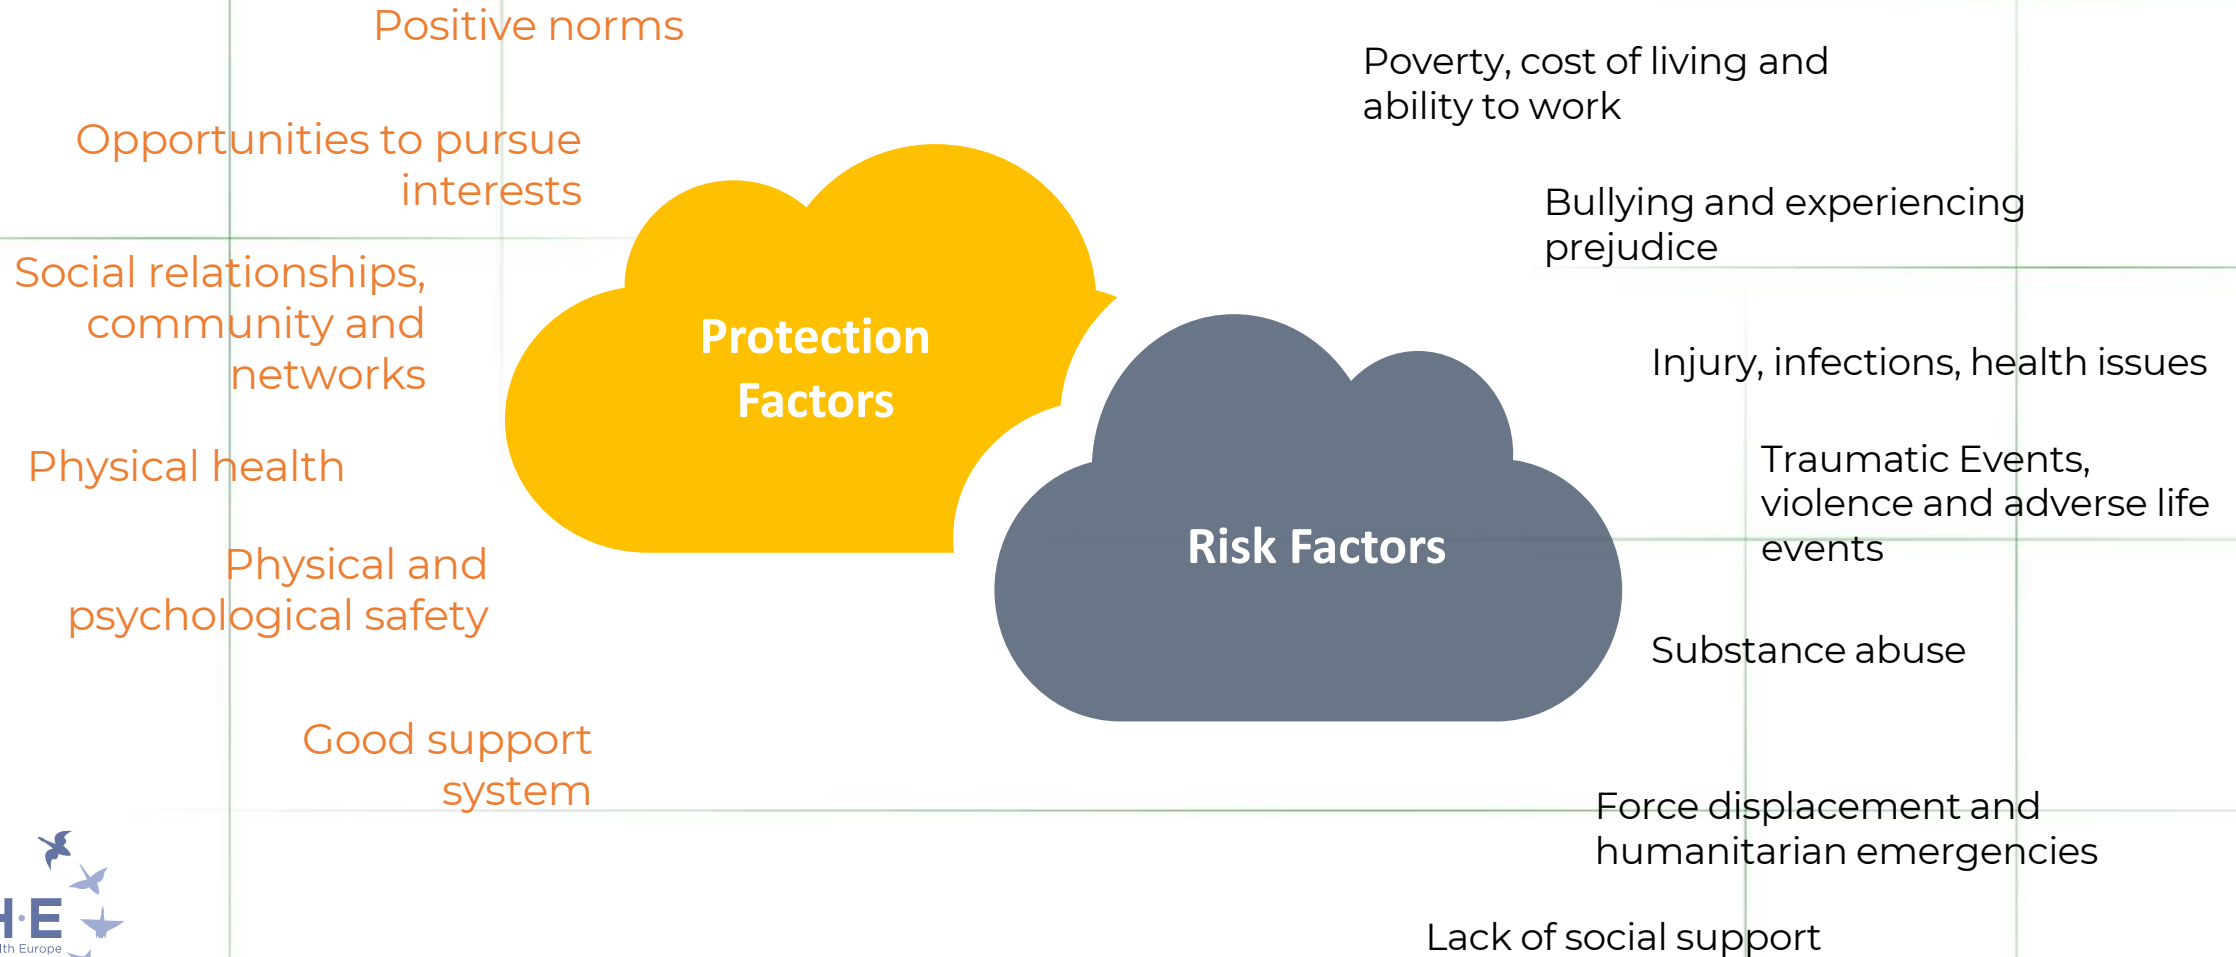 Positive norms
Opportunities to pursue
interests
Social relationships,
community and
networks
Physical health
Physical and
psychological safety
Good support
system
Protection
Factors
Risk Factors
Poverty, cost of living and
ability to work
Bullying and experiencing
prejudice
Injury, infections, health issues
Traumatic Events,
violence and adverse life
events
Substance abuse
Force displacement and
humanitarian emergencies
Lack of social support
E
Europe